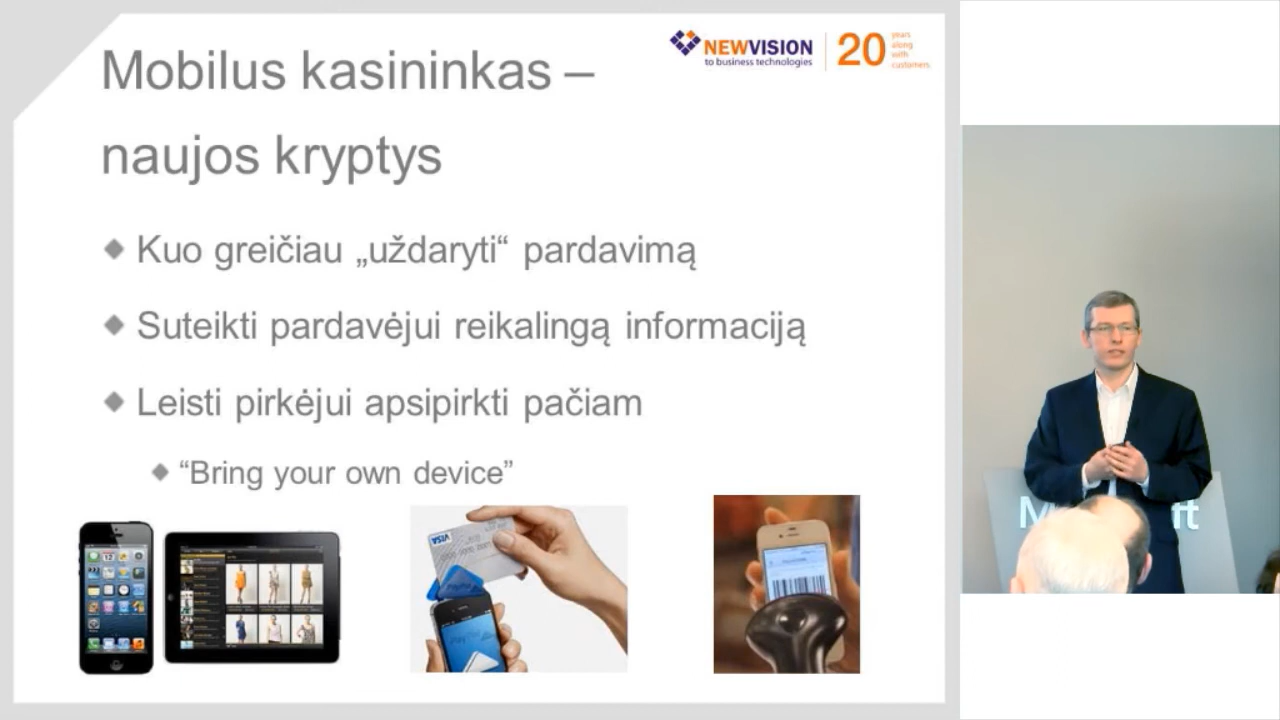 Mobilus kasininkas –
naujos kryptys
NEWVISION
to business technologies
20
years
along
with
customers
Kuo greičiau „uždaryti“ pardavimą
Suteikti pardavėjui reikalingą informaciją
Leisti pirkėjui apsipirkti pačiam
“Bring your own device”
VISA